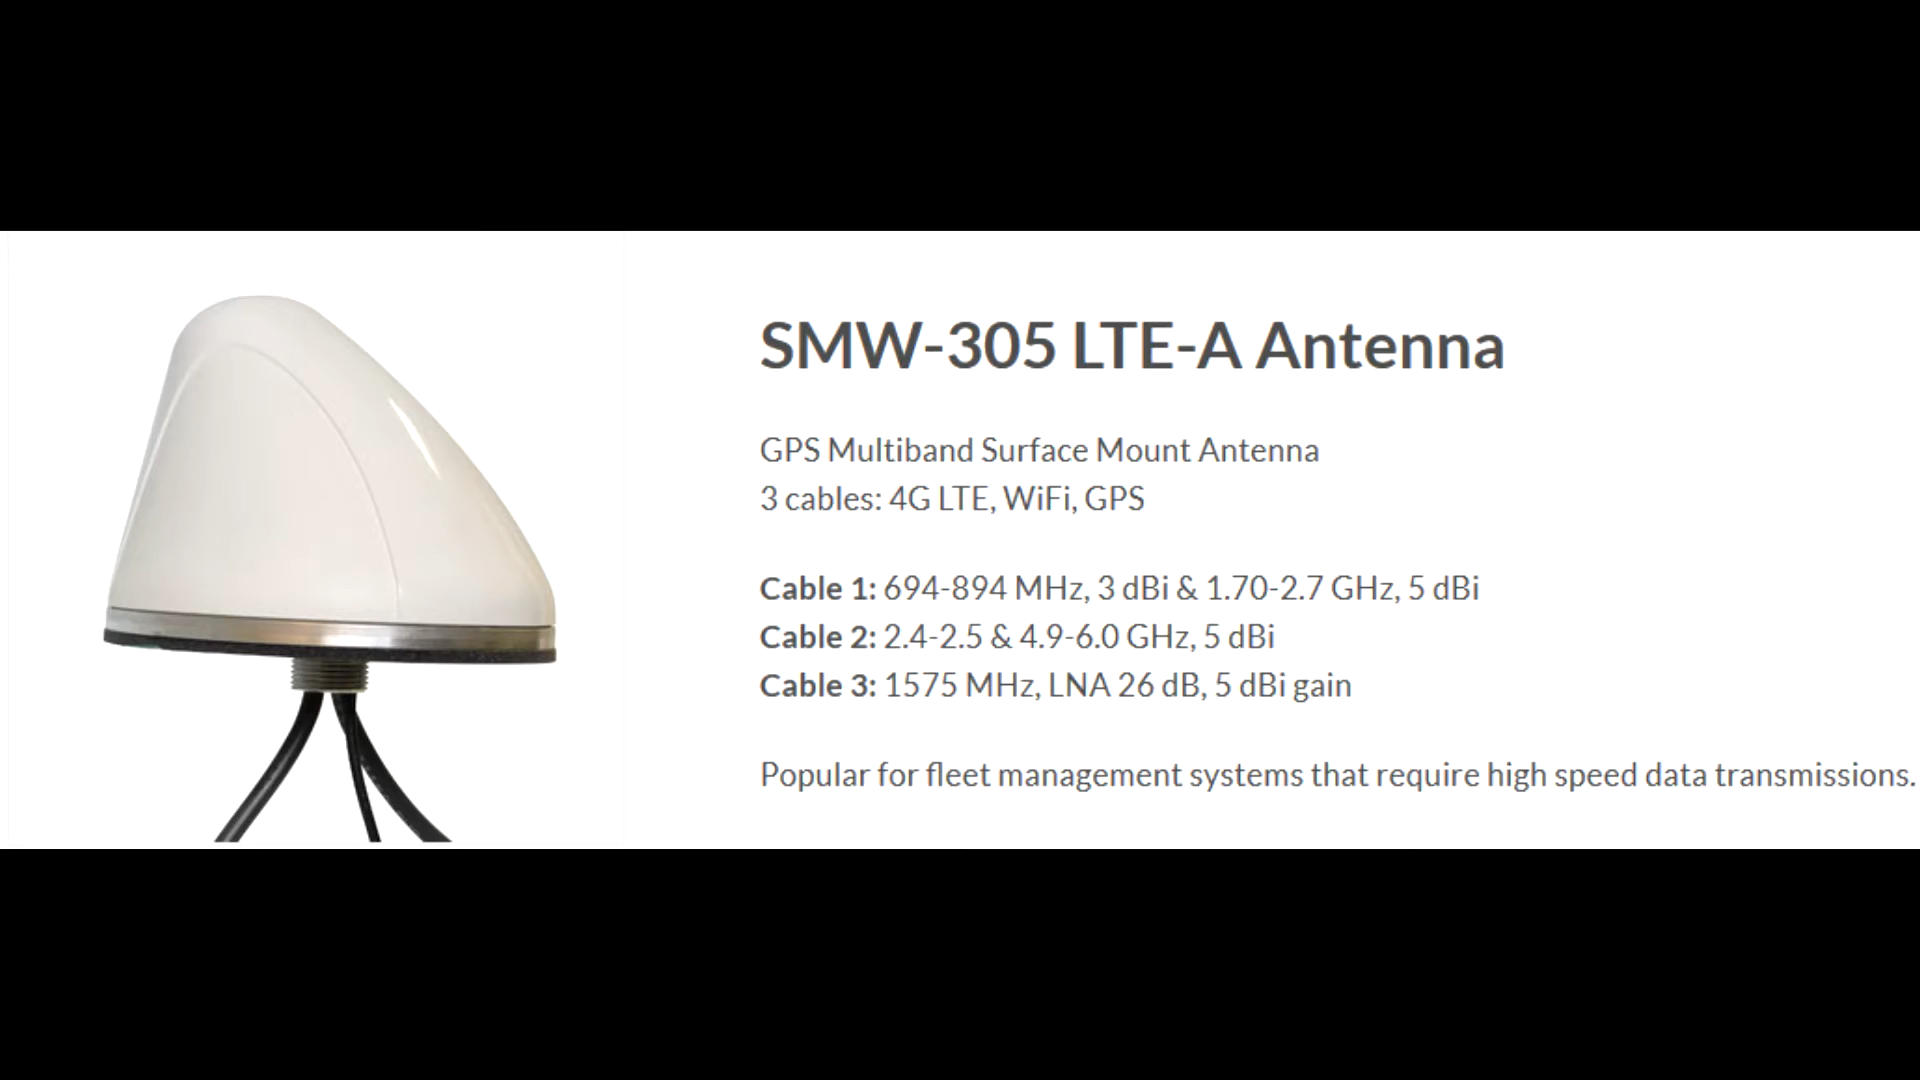 SMW-305 LTE-A Antenna
GPS Multiband Surface Mount Antenna
3 cables: 4G LTE, WiFi, GPS
Cable 1: 694-894 MHz, 3 dBi & 1.70-2.7 GHz, 5 dBi
Cable 2: 2.4-2.5 & 4.9-6.0 GHz, 5 dBi
Cable 3: 1575 MHz, LNA 26 dB, 5 dBi gain
Popular for fleet management systems that require high speed data transmissions.